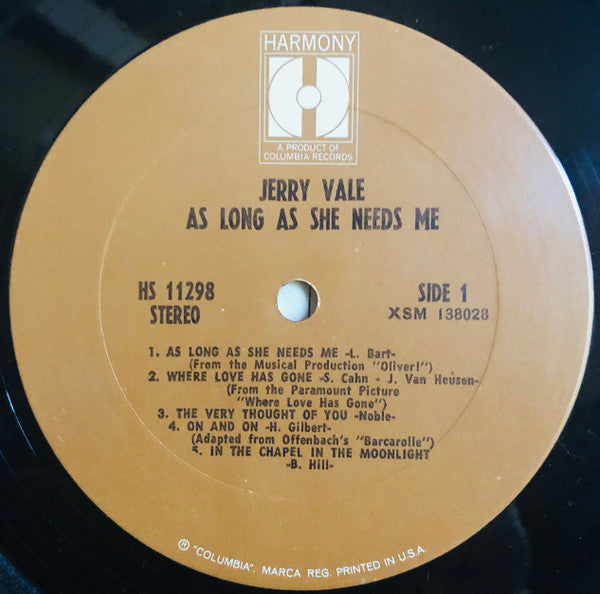 HARMONY
H
A PRODUCT OF
COLUMBIA RECORDS
JERRY VALE
AS LONG AS SHE NEEDS ME
HS 11298
STEREO
SIDE 1
XSM 138028
1. AS LONG AS SHE NEEDS ME -L. Bart-
(From the Musical Production "Oliver!")
2. WHERE LOVE HAS GONE -S. Cahn - J. Van Heusen-
(From the Paramount Picture
"Where Love Has Gone")
3. THE VERY THOUGHT OF YOU -Noble-
4. ON AND ON -H. Gilbert-
(Adapted from Offenbach's "Barcarolle")
5. IN THE CHAPEL IN THE MOONLIGHT
-B. Hill-
® "COLUMBIA". MARCA REG. PRINTED IN U.S.A.